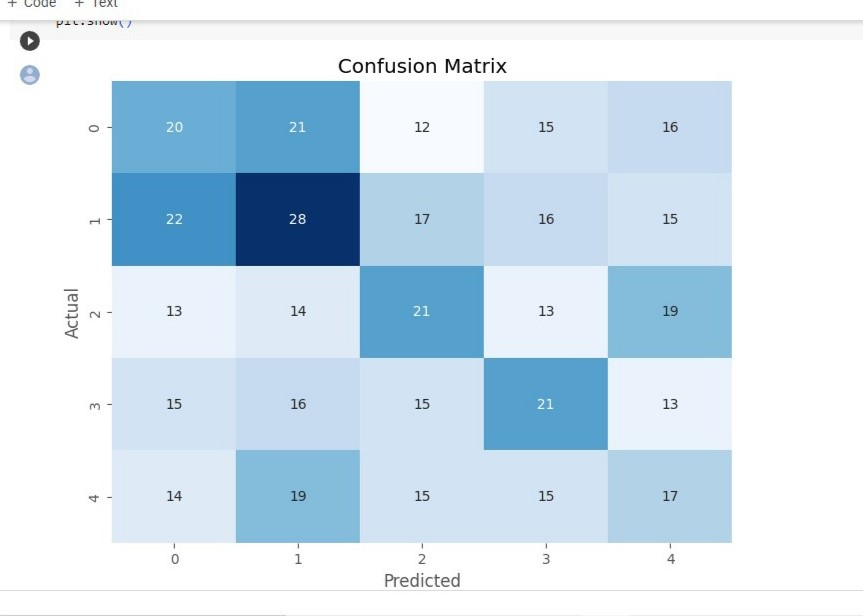 + Code + Text
plt.show()
Confusion Matrix
0 20 21 12 15 16
1 22 28 17 16 15
2 13 14 21 13 19
3 15 16 15 21 13
4 14 19 15 15 17
Actual
0 1 2 3 4
Predicted